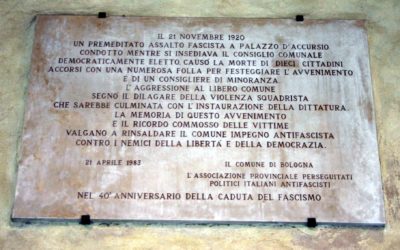 IL 21 NOVEMBRE 1920
UN PREMEDITATO ASSALTO FASCISTA A PALAZZO D'ACCURSIO
CONDOTTO MENTRE SI INSEDIAVA IL CONSIGLIO COMUNALE
DEMOCRATICAMENTE ELETTO, CAUSÒ LA MORTE DI DIECI CITTADINI
ACCORSI CON UNA NUMEROSA FOLLA PER FESTEGGIARE L'AVVENIMENTO
E DI UN CONSIGLIERE DI MINORANZA.
L'AGGRESSIONE AL LIBERO COMUNE
SEGNÒ IL DILAGARE DELLA VIOLENZA SQUADRISTA
CHE SAREBBE CULMINATA CON L'INSTAURAZIONE DELLA DITTATURA.
LA MEMORIA DI QUESTO AVVENIMENTO
E IL RICORDO COMMOSSO DELLE VITTIME
VALGANO A RINSALDARE IL COMUNE IMPEGNO ANTIFASCISTA
CONTRO I NEMICI DELLA LIBERTÀ E DELLA DEMOCRAZIA.
21 APRILE 1985 IL COMUNE DI BOLOGNA
L'ASSOCIAZIONE PROVINCIALE PERSEGUITATI
POLITICI ITALIANI ANTIFASCISTI
NEL 40° ANNIVERSARIO DELLA CADUTA DEL FASCISMO